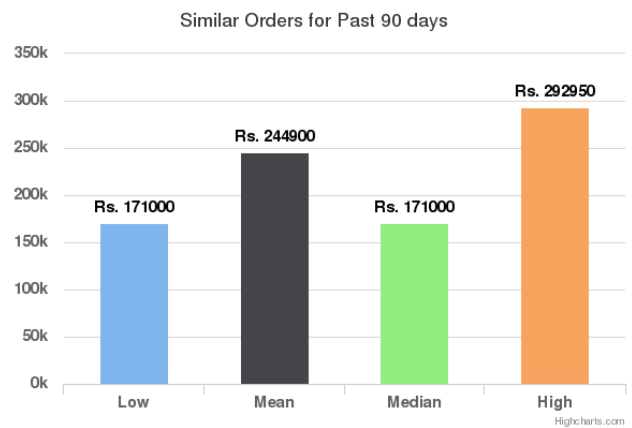 Similar Orders for Past 90 days
350k
300k
250k
200k
150k
100k
50k
0k
Rs. 171000
Rs. 244900
Rs. 171000
Rs. 292950
Low
Mean
Median
High
Highcharts.com